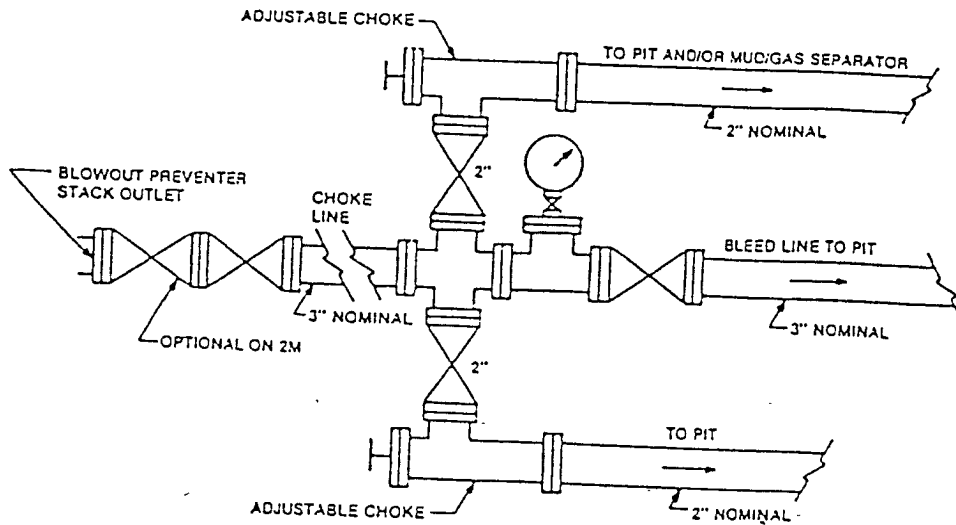 ADJUSTABLE CHOKE
TO PIT AND/OR MUD/GAS SEPARATOR
2" NOMINAL
BLOWOUT PREVENTER
STACK OUTLET
2"
CHOKE
LINE
BLEED LINE TO PIT
3" NOMINAL
3" NOMINAL
OPTIONAL ON 2M
2"
TO PIT
ADJUSTABLE CHOKE
2" NOMINAL